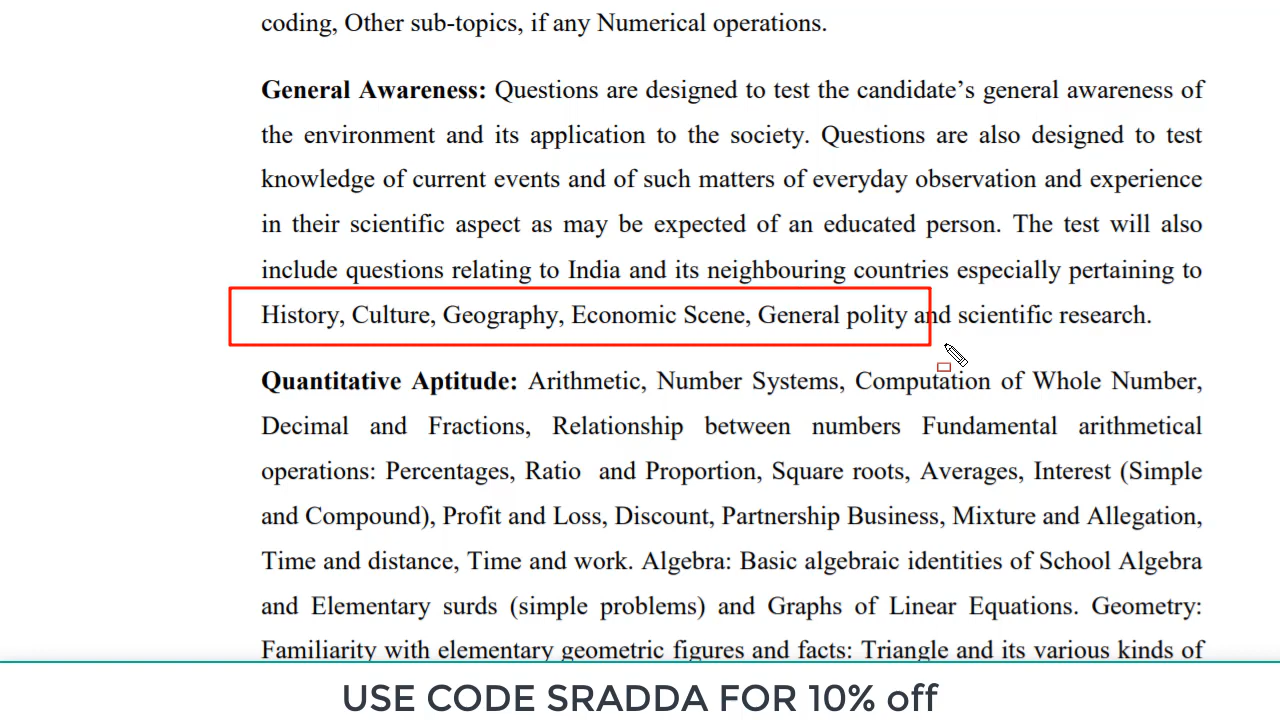 coding, Other sub-topics, if any Numerical operations.
General Awareness: Questions are designed to test the candidate’s general awareness of
the environment and its application to the society. Questions are also designed to test
knowledge of current events and of such matters of everyday observation and experience
in their scientific aspect as may be expected of an educated person. The test will also
include questions relating to India and its neighbouring countries especially pertaining to
History, Culture, Geography, Economic Scene, General polity and scientific research.
Quantitative Aptitude: Arithmetic, Number Systems, Computation of Whole Number,
Decimal and Fractions, Relationship between numbers Fundamental arithmetical
operations: Percentages, Ratio and Proportion, Square roots, Averages, Interest (Simple
and Compound), Profit and Loss, Discount, Partnership Business, Mixture and Allegation,
Time and distance, Time and work. Algebra: Basic algebraic identities of School Algebra
and Elementary surds (simple problems) and Graphs of Linear Equations. Geometry:
Familiarity with elementary geometric figures and facts: Triangle and its various kinds of
USE CODE SRADDA FOR 10% off